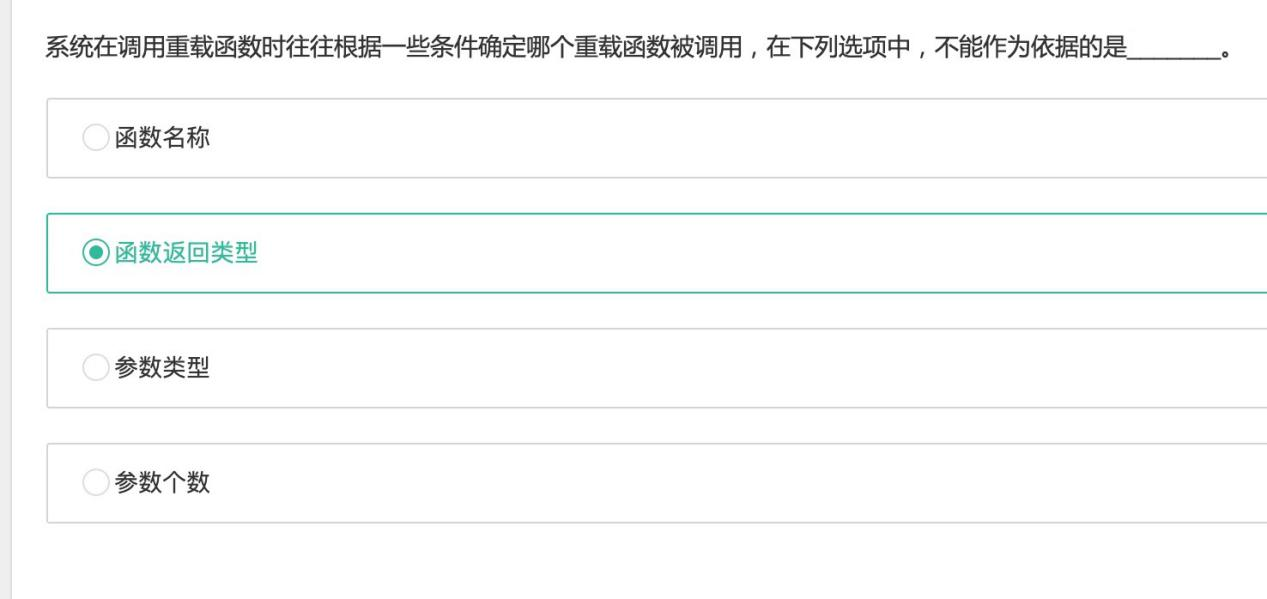 系统在调用重载函数时往往根据一些条件确定哪个重载函数被调用，在下列选项中，不能作为依据的是_______。
函数名称
函数返回类型
参数类型
参数个数